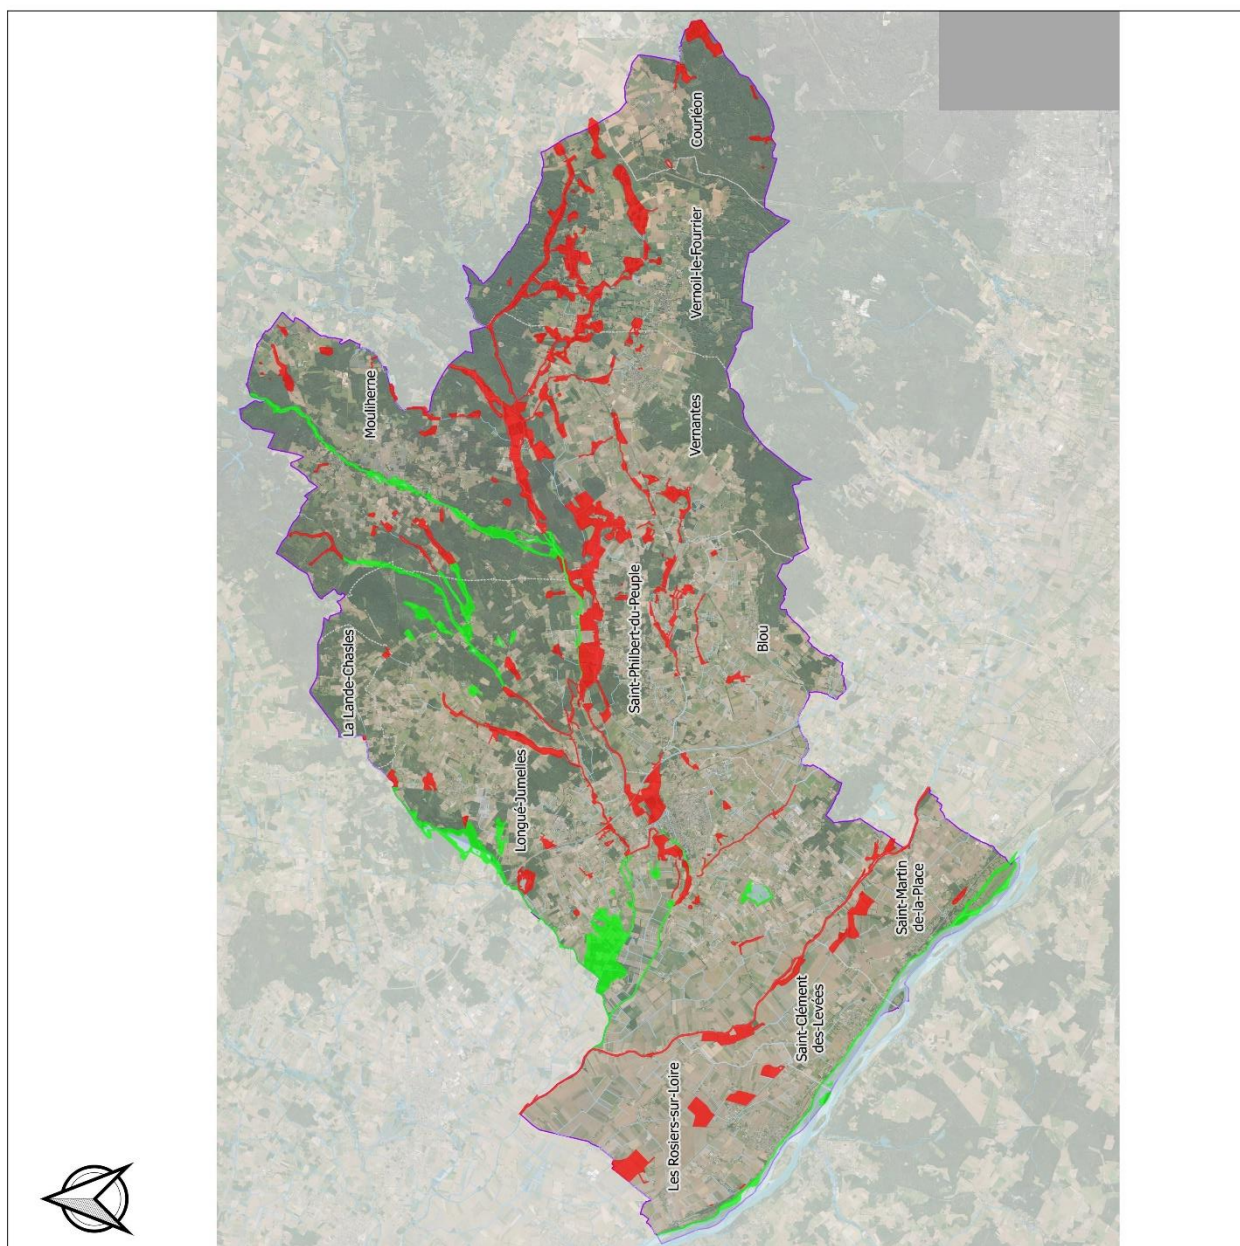 Courléon
Vernoil-le-Fourrier
Mouliherne
Vernantes
La Lande-Chasles
Saint-Philbert-du-Peuple
Blou
Longué-Jumelles
Saint-Martin
de-la-Place
Saint-Clément
des-Levées
Les Rosiers-sur-Loire